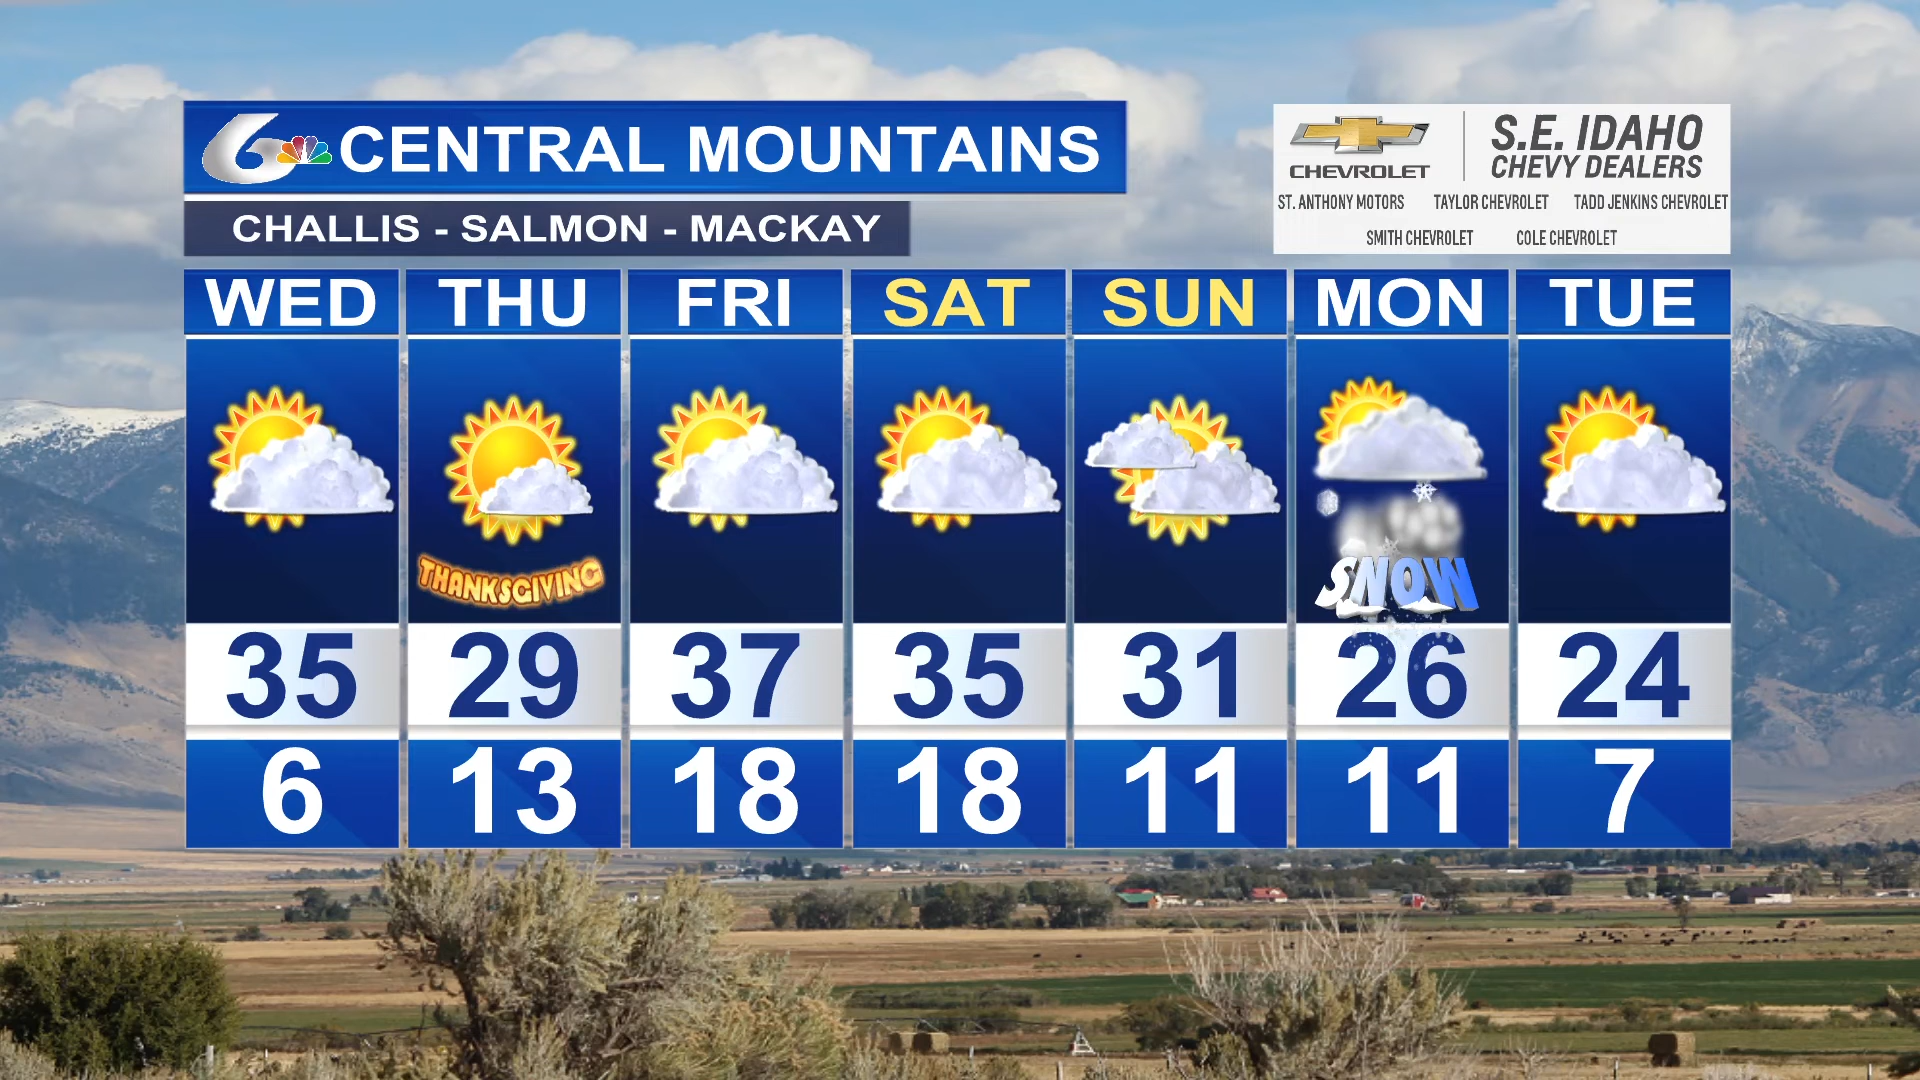 6 CENTRAL MOUNTAINS
CHALLIS - SALMON - MACKAY
CHEVROLET
S.E. IDAHO
CHEVY DEALERS
ST. ANTHONY MOTORS TAYLOR CHEVROLET TADD JENKINS CHEVROLET
SMITH CHEVROLET COLE CHEVROLET
WED THU FRI SAT SUN MON TUE
THANKSGIVING
SNOW
35 29 37 35 31 26 24
6 13 18 18 11 11 7